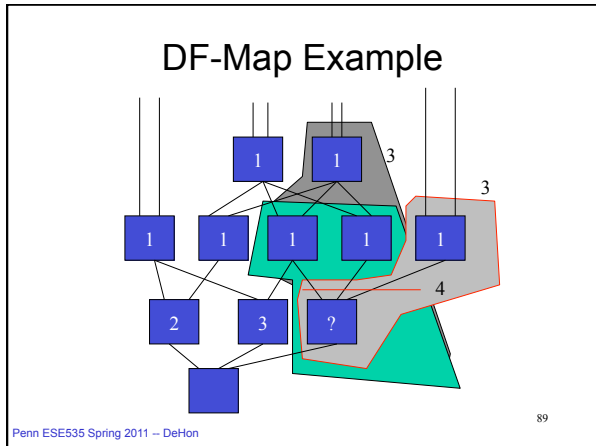 DF-Map Example
1 1 3
3
1 1 1 1 1
4
2 3 ?
89
Penn ESE535 Spring 2011 -- DeHon